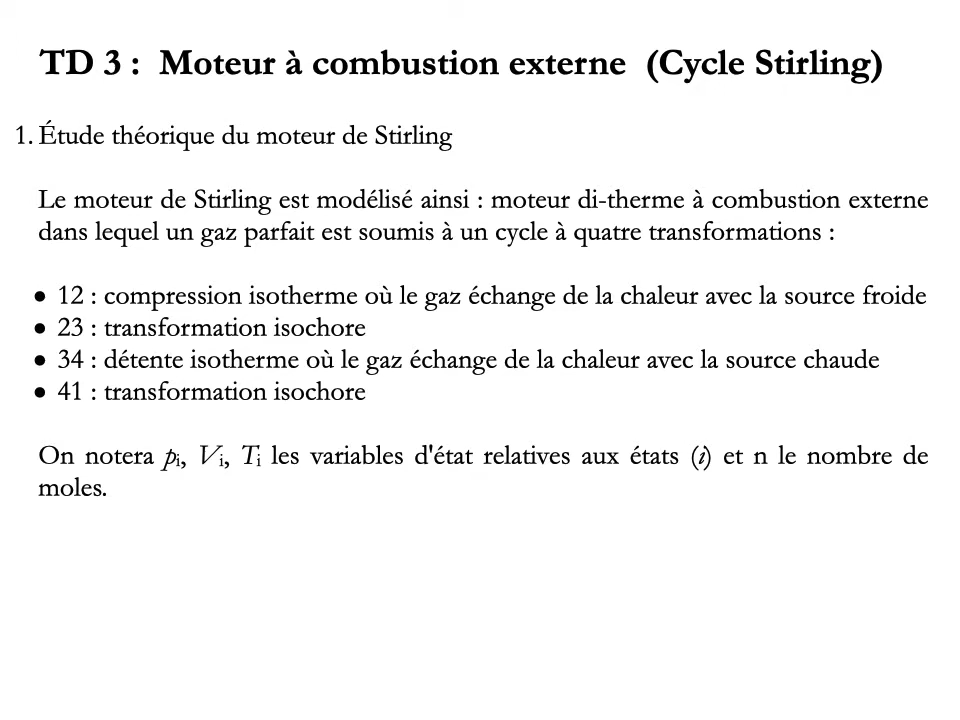 TD 3 : Moteur à combustion externe (Cycle Stirling)
1. Étude théorique du moteur de Stirling
Le moteur de Stirling est modélisé ainsi : moteur di-therme à combustion externe
dans lequel un gaz parfait est soumis à un cycle à quatre transformations :
• 12 : compression isotherme où le gaz échange de la chaleur avec la source froide
• 23 : transformation isochore
• 34 : détente isotherme où le gaz échange de la chaleur avec la source chaude
• 41 : transformation isochore
On notera pi, Vi, Ti les variables d'état relatives aux états (i) et n le nombre de
moles.